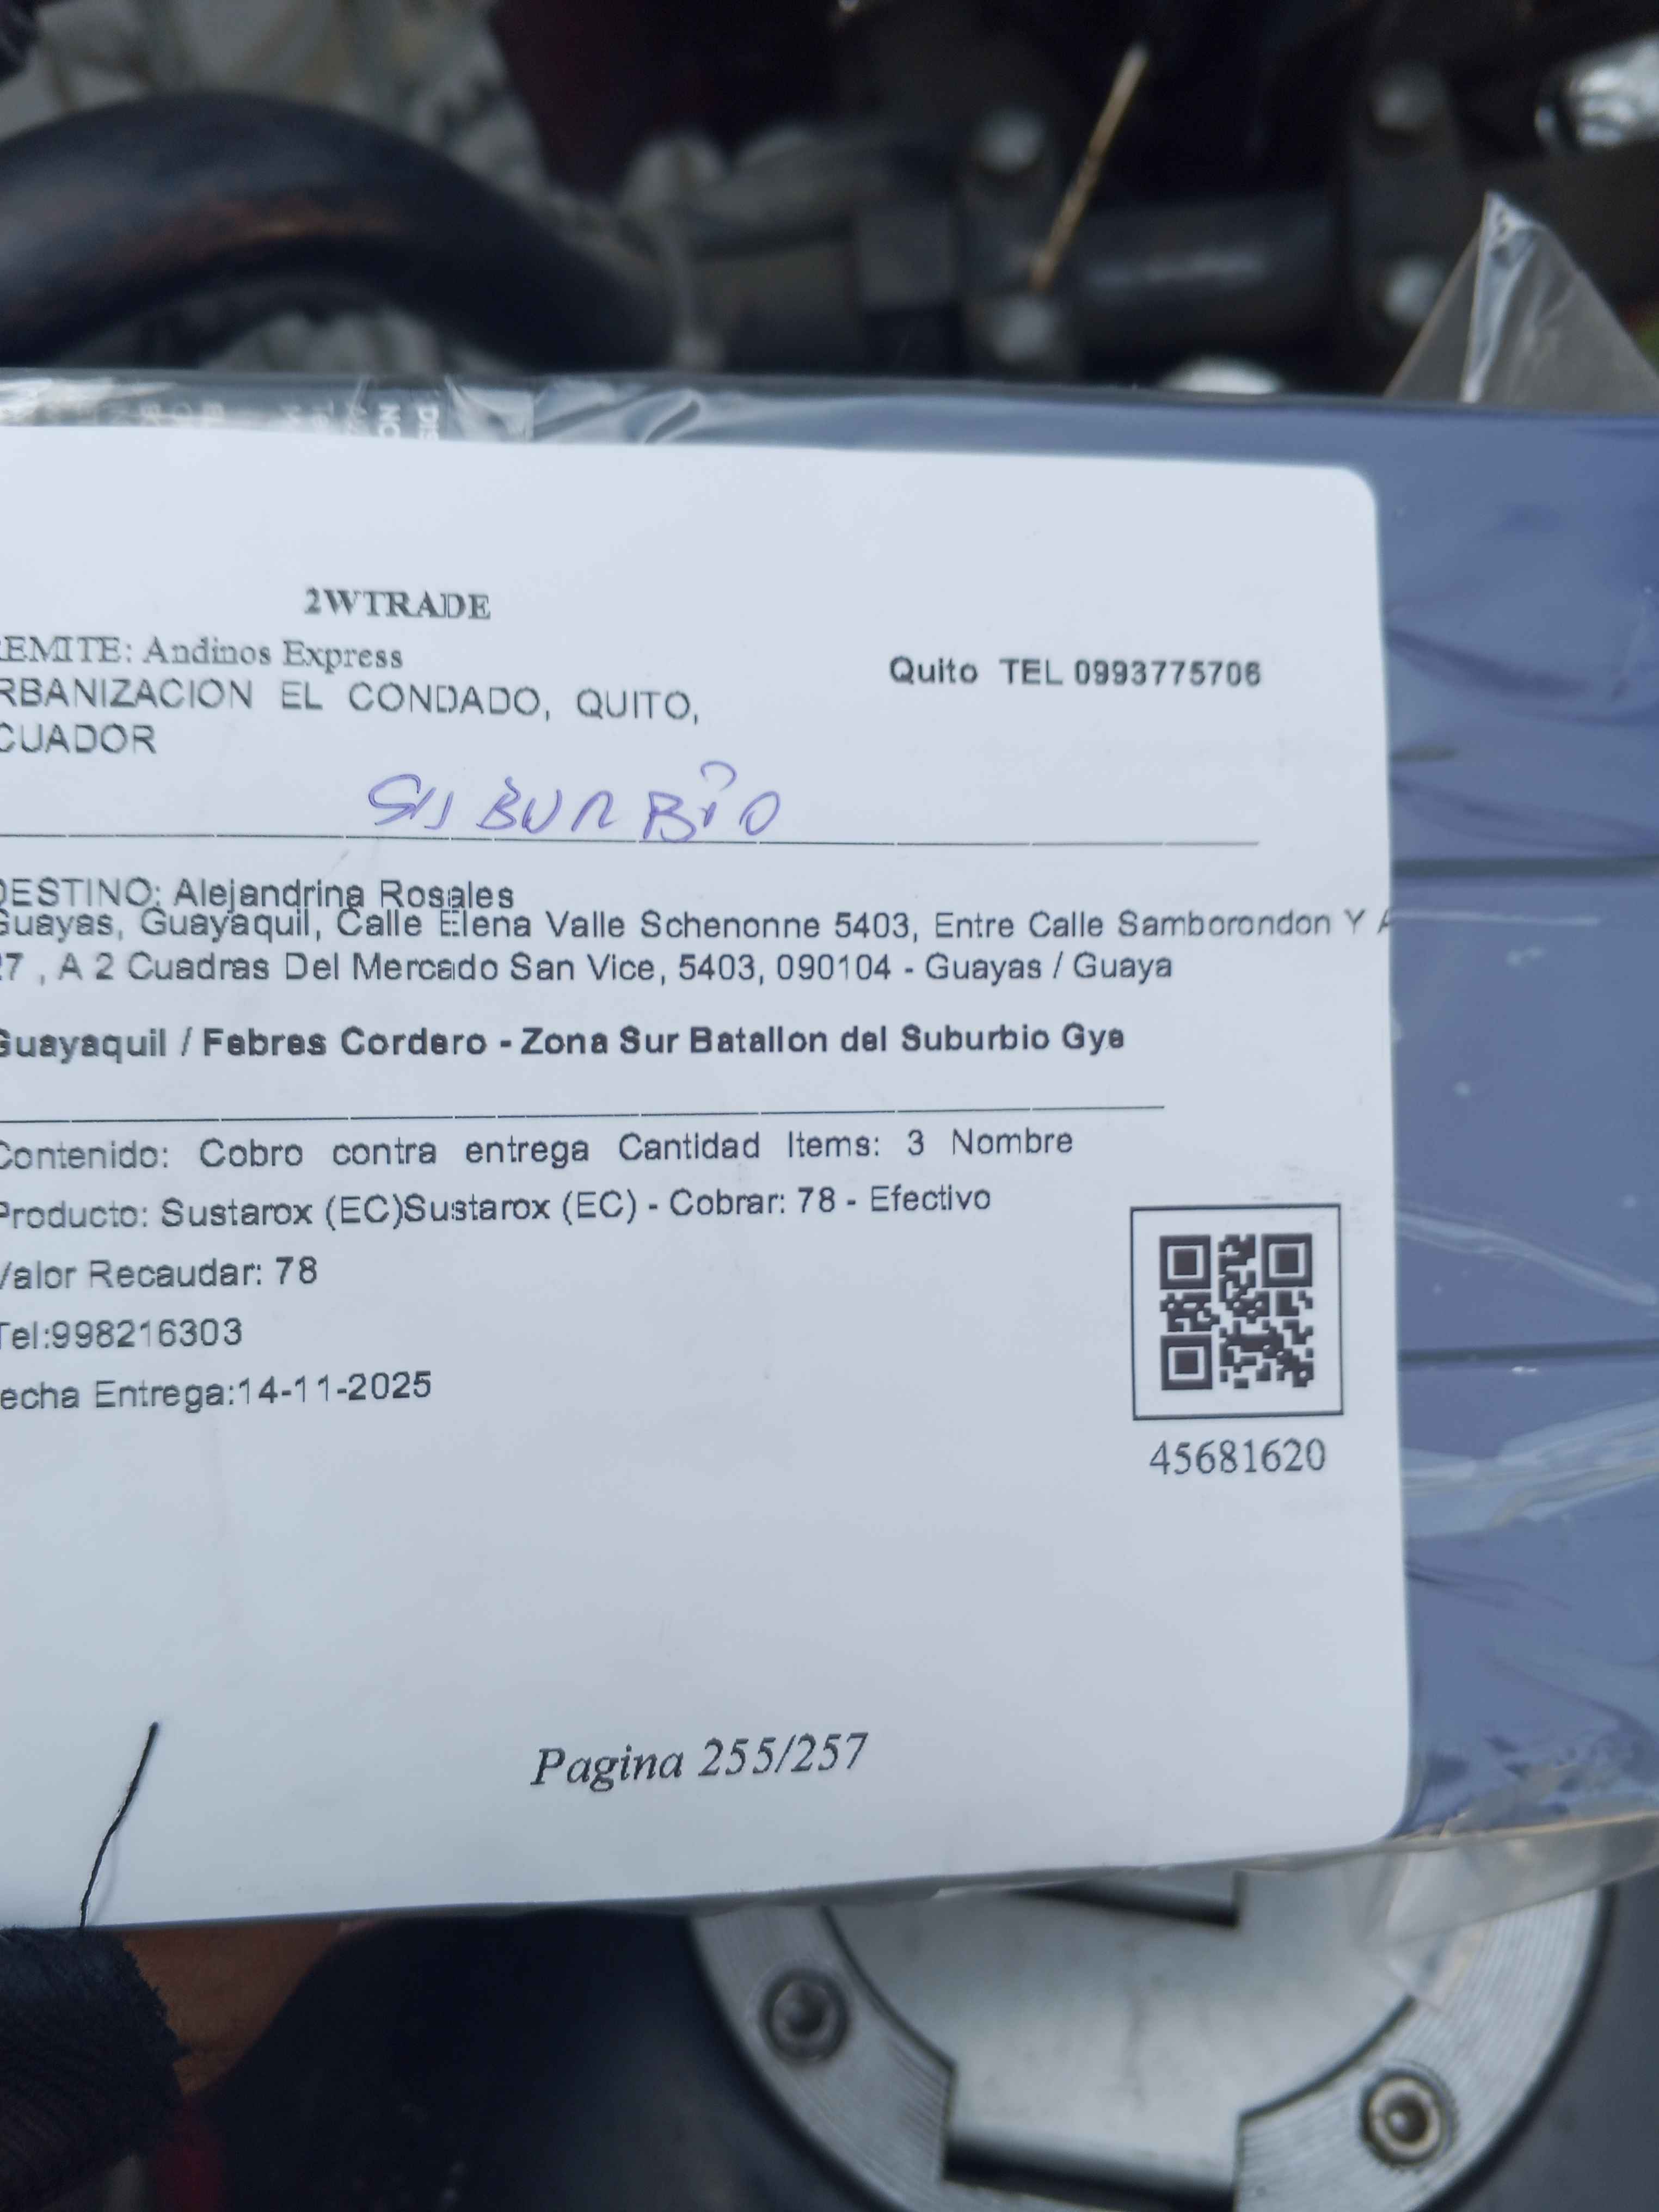 2WTRADE
EMITE: Andinos Express
Quito TEL 0993775706
RBANIZACION EL CONDADO, QUITO,
CUADOR
SUBURBIO
DESTINO: Alejandrina Rosales
Guayas, Guayaquil, Calle Elena Valle Schenonne 5403, Entre Calle Samborondon Y A
27 , A 2 Cuadras Del Mercado San Vice, 5403, 090104 - Guayas / Guaya
Guayaquil / Febres Cordero - Zona Sur Batallon del Suburbio Gye
Contenido: Cobro contra entrega Cantidad Items: 3 Nombre
Producto: Sustarox (EC)Sustarox (EC) - Cobrar: 78 - Efectivo
Valor Recaudar: 78
Tel:998216303
echa Entrega:14-11-2025
45681620
Pagina 255/257